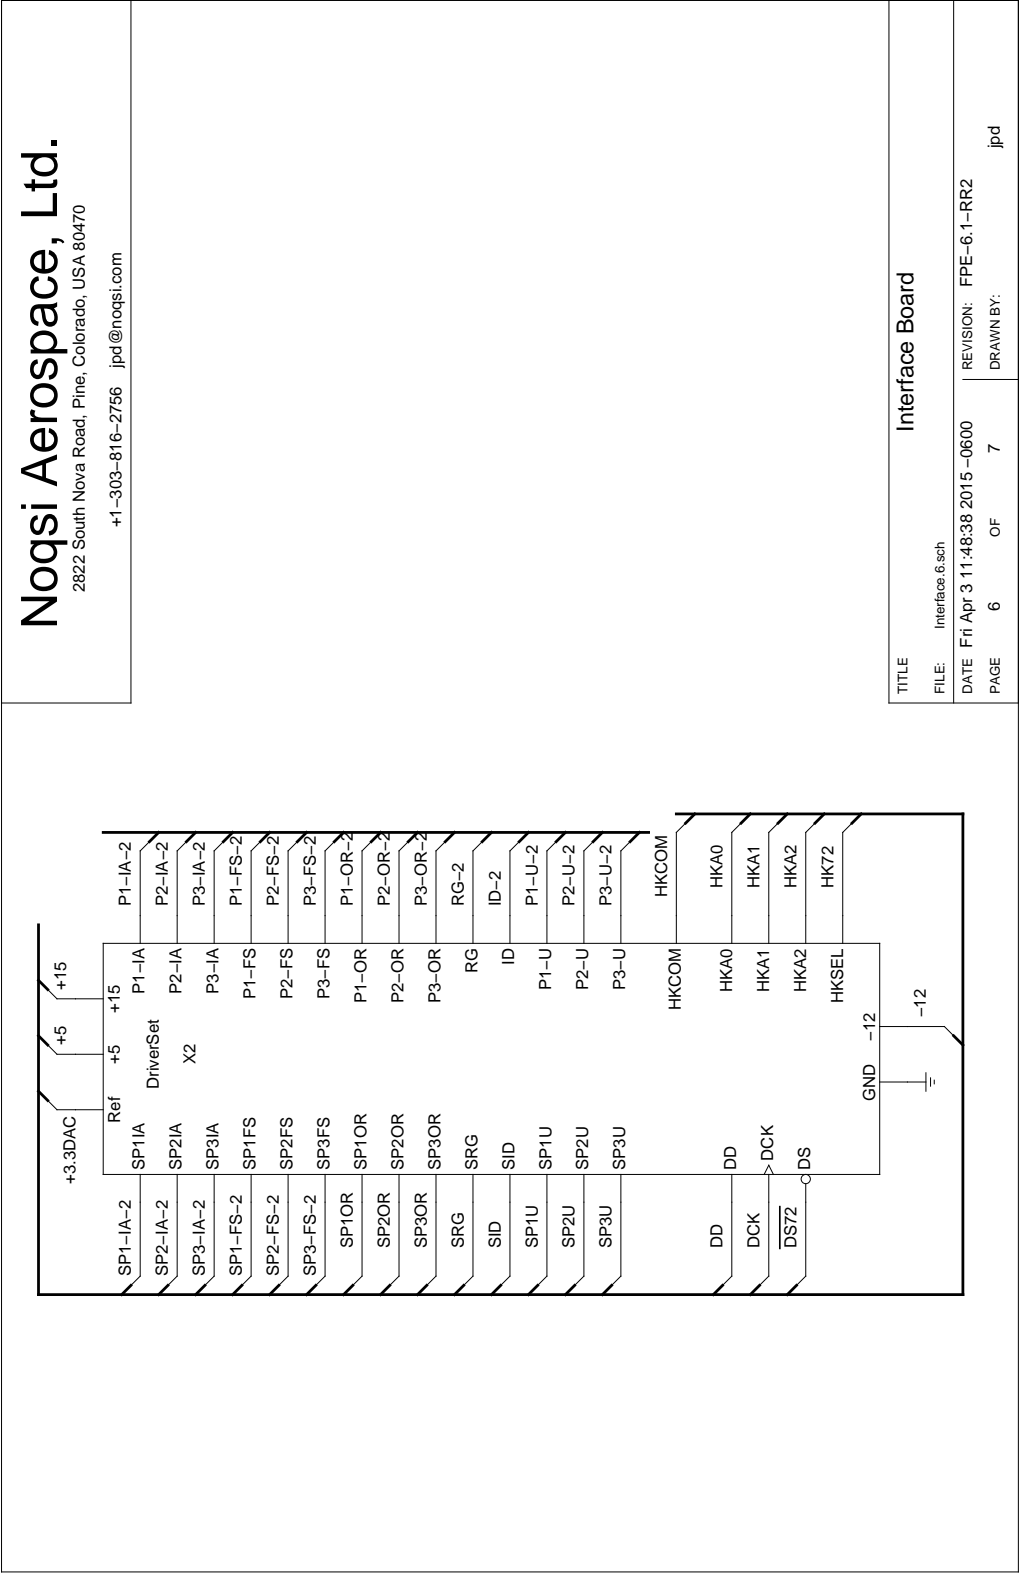 Noqsi Aerospace, Ltd.
2822 South Nova Road, Pine, Colorado, USA 80470
+1−303−816−2756 jpd@noqsi.com
+3.3DAC
+5
+15
Ref
+5
+15
DriverSet
X2
SP1−IA−2 SP1IA P1−IA P1−IA−2
SP2−IA−2 SP2IA P2−IA P2−IA−2
SP3−IA−2 SP3IA P3−IA P3−IA−2
SP1−FS−2 SP1FS P1−FS P1−FS−2
SP2−FS−2 SP2FS P2−FS P2−FS−2
SP3−FS−2 SP3FS P3−FS P3−FS−2
SP1OR SP1OR P1−OR P1−OR−2
SP2OR SP2OR P2−OR P2−OR−2
SP3OR SP3OR P3−OR P3−OR−2
SRG SRG RG RG−2
SID SID ID ID−2
SP1U SP1U P1−U P1−U−2
SP2U SP2U P2−U P2−U−2
SP3U SP3U P3−U P3−U−2
HKCOM HKCOM
DD DD HKA0 HKA0
DCK DCK HKA1 HKA1
DS72 DS HKA2 HKA2
HKSEL HK72
GND
−12
−12
TITLE
Interface Board
FILE: Interface.6.sch
DATE Fri Apr 3 11:48:38 2015 −0600
REVISION: FPE−6.1−RR2
PAGE 6 OF 7
DRAWN BY: jpd